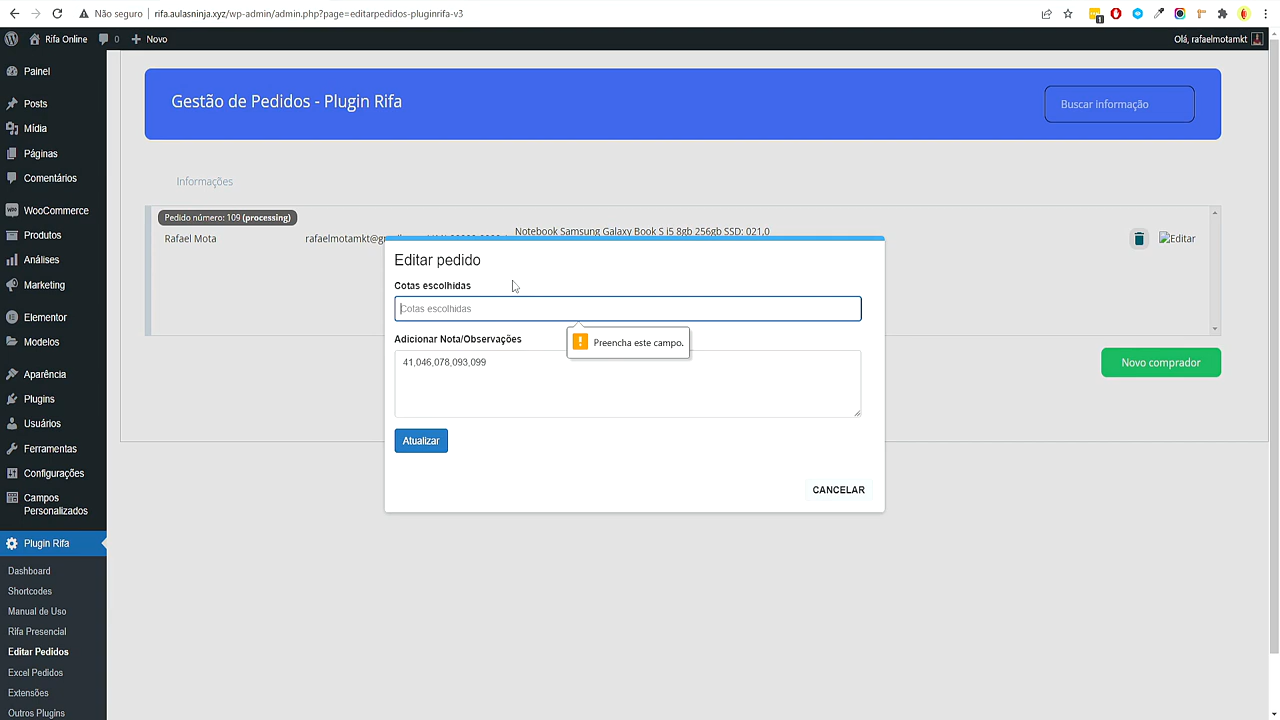 Não seguro
rifa.aulasninja.xyz/wp-admin/admin.php?page=editarpedidos-pluginrifa-v3
Rifa Online
0
Novo
Olá, rafaelmotamkt
Painel
Posts
Mídia
Páginas
Comentários
WooCommerce
Produtos
Análises
Marketing
Elementor
Modelos
Aparência
Plugins
Usuários
Ferramentas
Configurações
Campos
Personalizados
Plugin Rifa
Dashboard
Shortcodes
Manual de Uso
Rifa Presencial
Editar Pedidos
Excel Pedidos
Extensões
Outros Plugins
Gestão de Pedidos - Plugin Rifa
Buscar informação
Informações
Pedido número: 109 (processing)
Notebook Samsung Galaxy Book S i5 8gb 256gb SSD: 021,0
Rafael Mota
Editar
Editar pedido
Cotas escolhidas
Cotas escolhidas
Preencha este campo.
Adicionar Nota/Observações
41,046,078,093,099
Atualizar
CANCELAR
Novo comprador